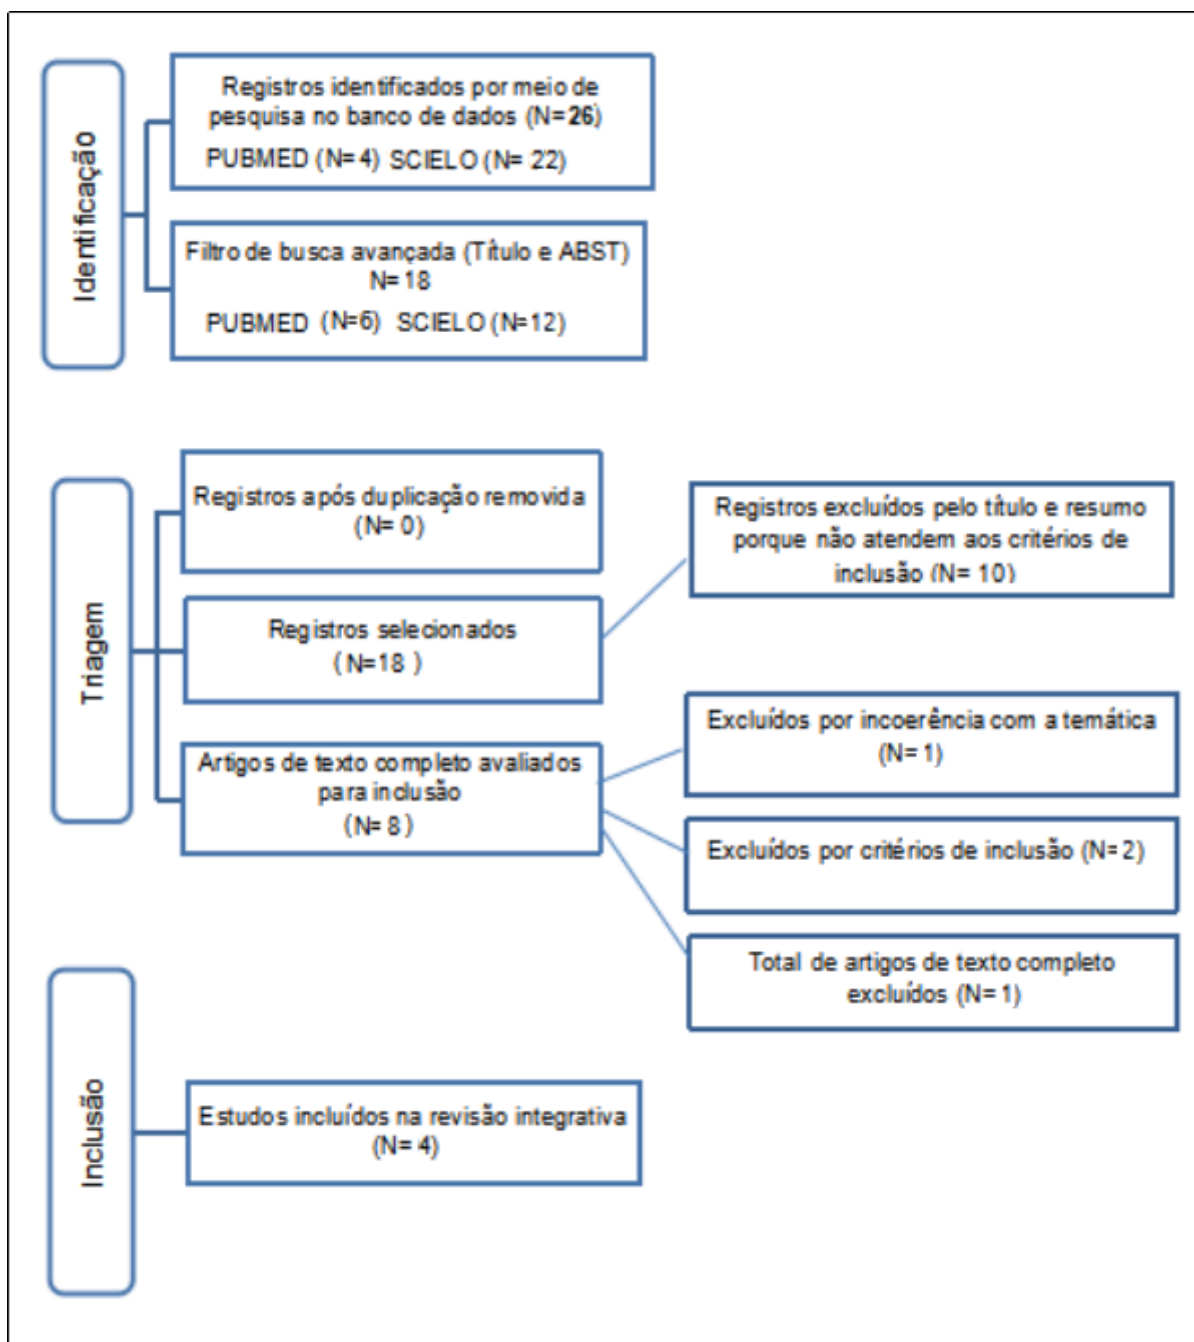 Identificação
Registros identificados por meio de
pesquisa no banco de dados (N=26)
PUBMED (N=4) SCIELO (N= 22)
Filtro de busca avançada (Título e ABST)
N=18
PUBMED (N=6) SCIELO (N=12)
Triagem
Registros após duplicação removida
(N= 0)
Registros selecionados
(N=18 )
Artigos de texto completo avaliados
para inclusão
(N= 8)
Registros excluídos pelo título e resumo
porque não atendem aos critérios de
inclusão (N= 10)
Excluídos por incoerência com a temática
(N= 1)
Excluídos por critérios de inclusão (N=2)
Total de artigos de texto completo
excluídos (N= 1)
Inclusão
Estudos incluídos na revisão integrativa
(N= 4)